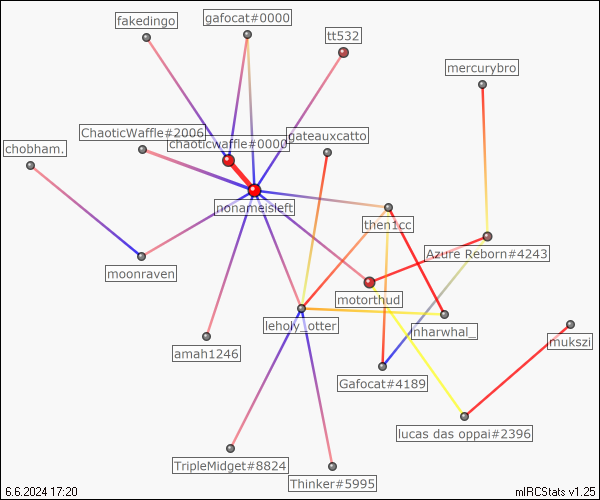 gafocat#0000
fakedingo
tt532
mercurybro
ChaoticWaffle#2006
gateauxcatto
chaoticwaffle#0000
chobham.
nonameisleft
then1cc
Azure Reborn#4243
moonraven
motorthud
leholy_otter
nharwhal_
mukszi
amah1246
Gafocat#4189
lucas das oppai#2396
TripleMidget#8824
Thinker#5995
6.6.2024 17:20
mIRCStats v1.25